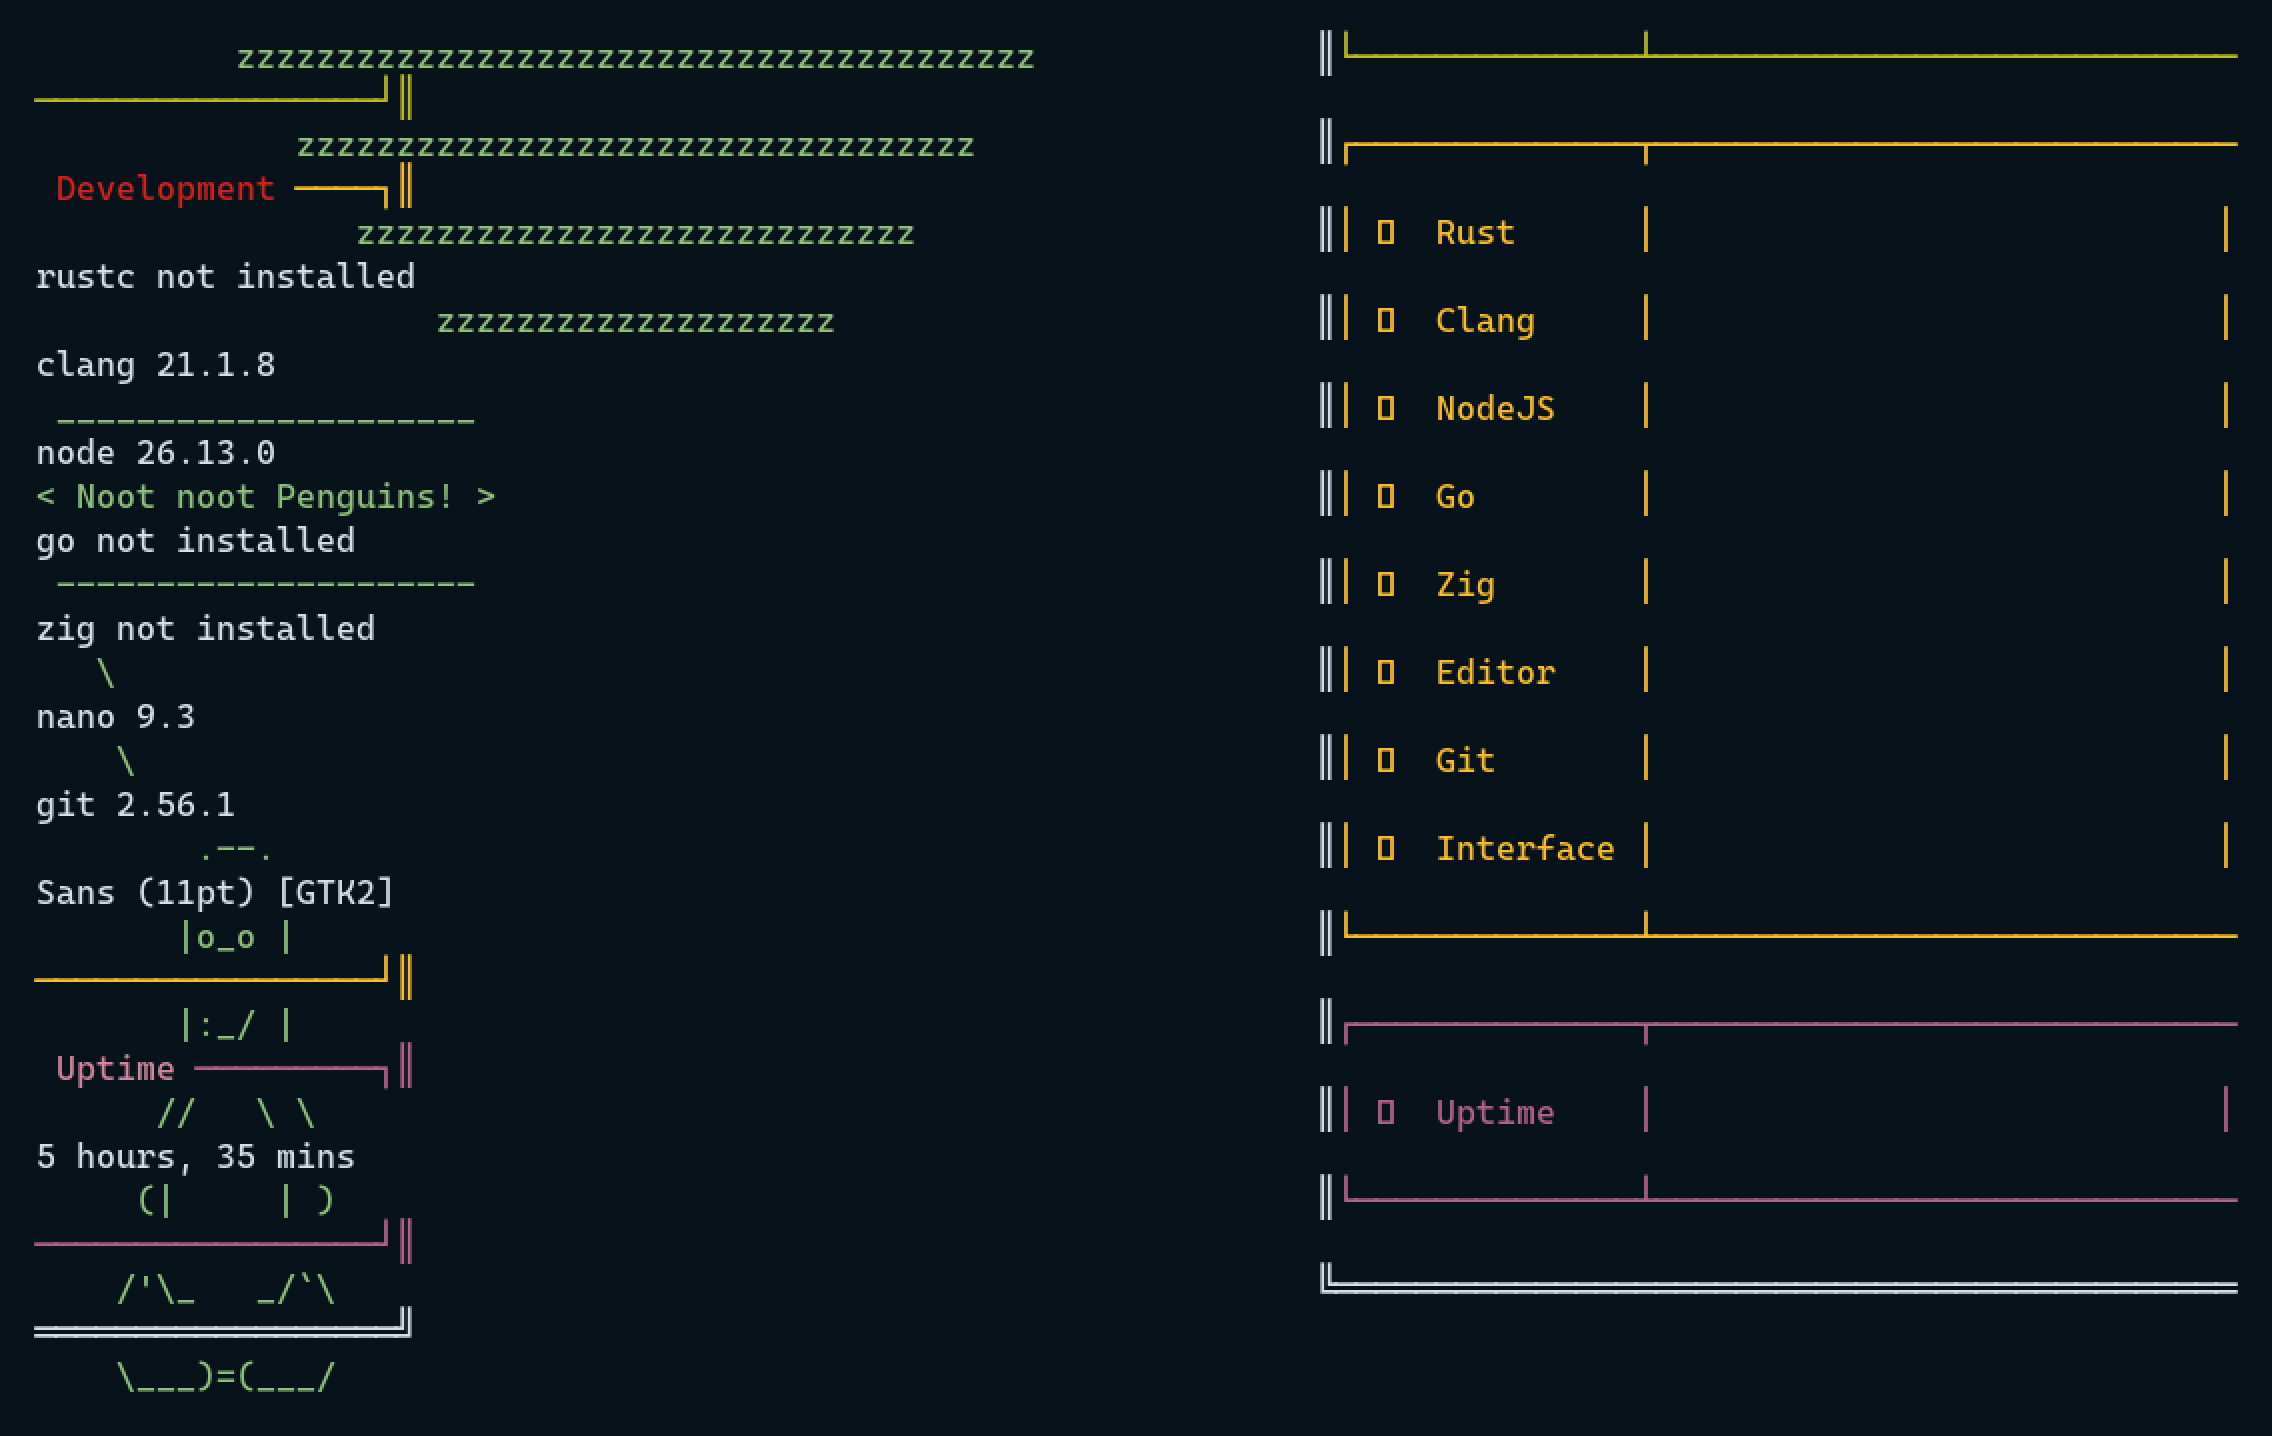 zzzzzzzzzzzzzzzzzzzzzzzzzzzzzzzzzzzzzzzz
zzzzzzzzzzzzzzzzzzzzzzzzzzzzzzzzzz
Development
zzzzzzzzzzzzzzzzzzzzzzzzzzzz Rust
rustc not installed
zzzzzzzzzzzzzzzzzzzz Clang
clang 21.1.8
_____________________ NodeJS
node 26.13.0
< Noot noot Penguins! > Go
go not installed
--------------------- Zig
zig not installed
\ Editor
nano 9.3
\ Git
git 2.56.1
.--. Interface
Sans (11pt) [GTK2]
|o_o |
|:_/ |
Uptime
//   \ \ Uptime
5 hours, 35 mins
(|     | )
/'\_   _/`\
\___)=(___/